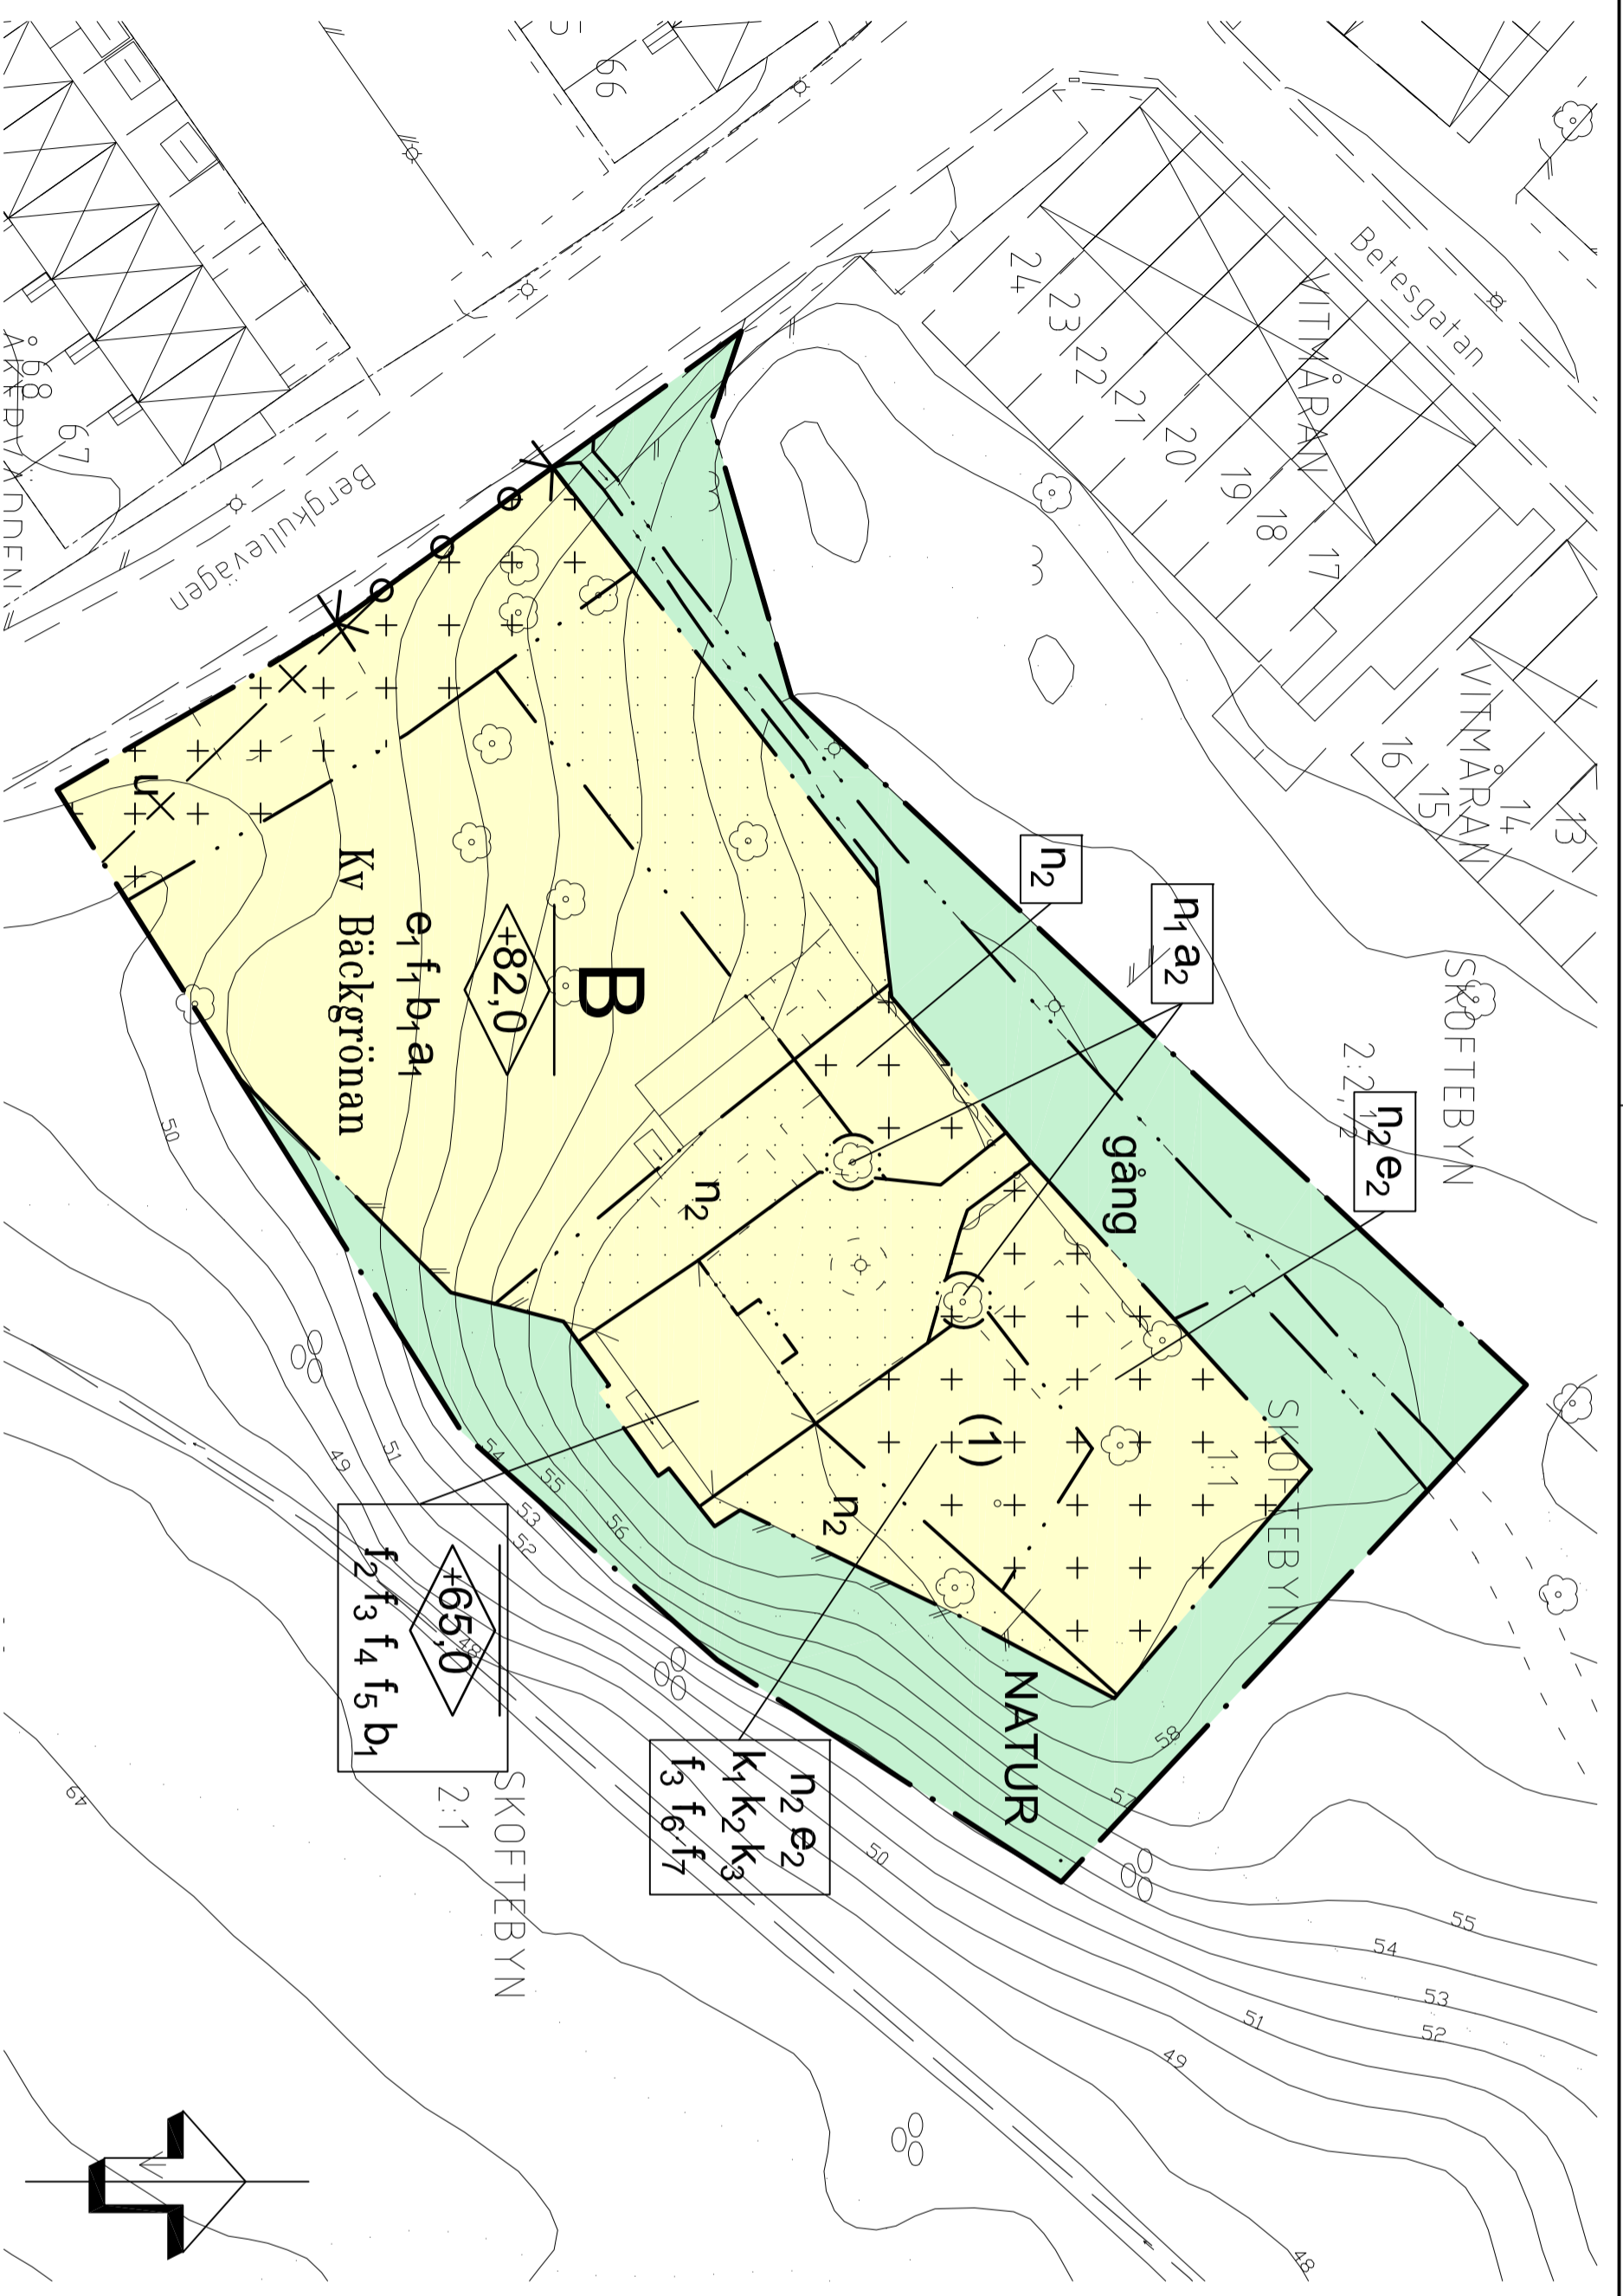 Betesgatan
VITMÅRAN
24
23
22
21
20
19
18
17
VITMÅRAN
16
15
14
13
66
67
68
Bergkullevägen
SKOFTEBYN
n2
n1 a2
n2 e2
gång
B
+82,0
e1 f1 b1 a1
Kv Bäckgrönan
u
n2
(1)
n2
SKOFTEBYN
1:1
NATUR
+65,0
f2 f3 f4 f5 b1
n2 e2
k1 k2 k3
f3 f6 f7
SKOFTEBYN
2:1
50
49
51
54
55
53
52
56
48
58
57
50
49
55
54
53
52
51
49
48